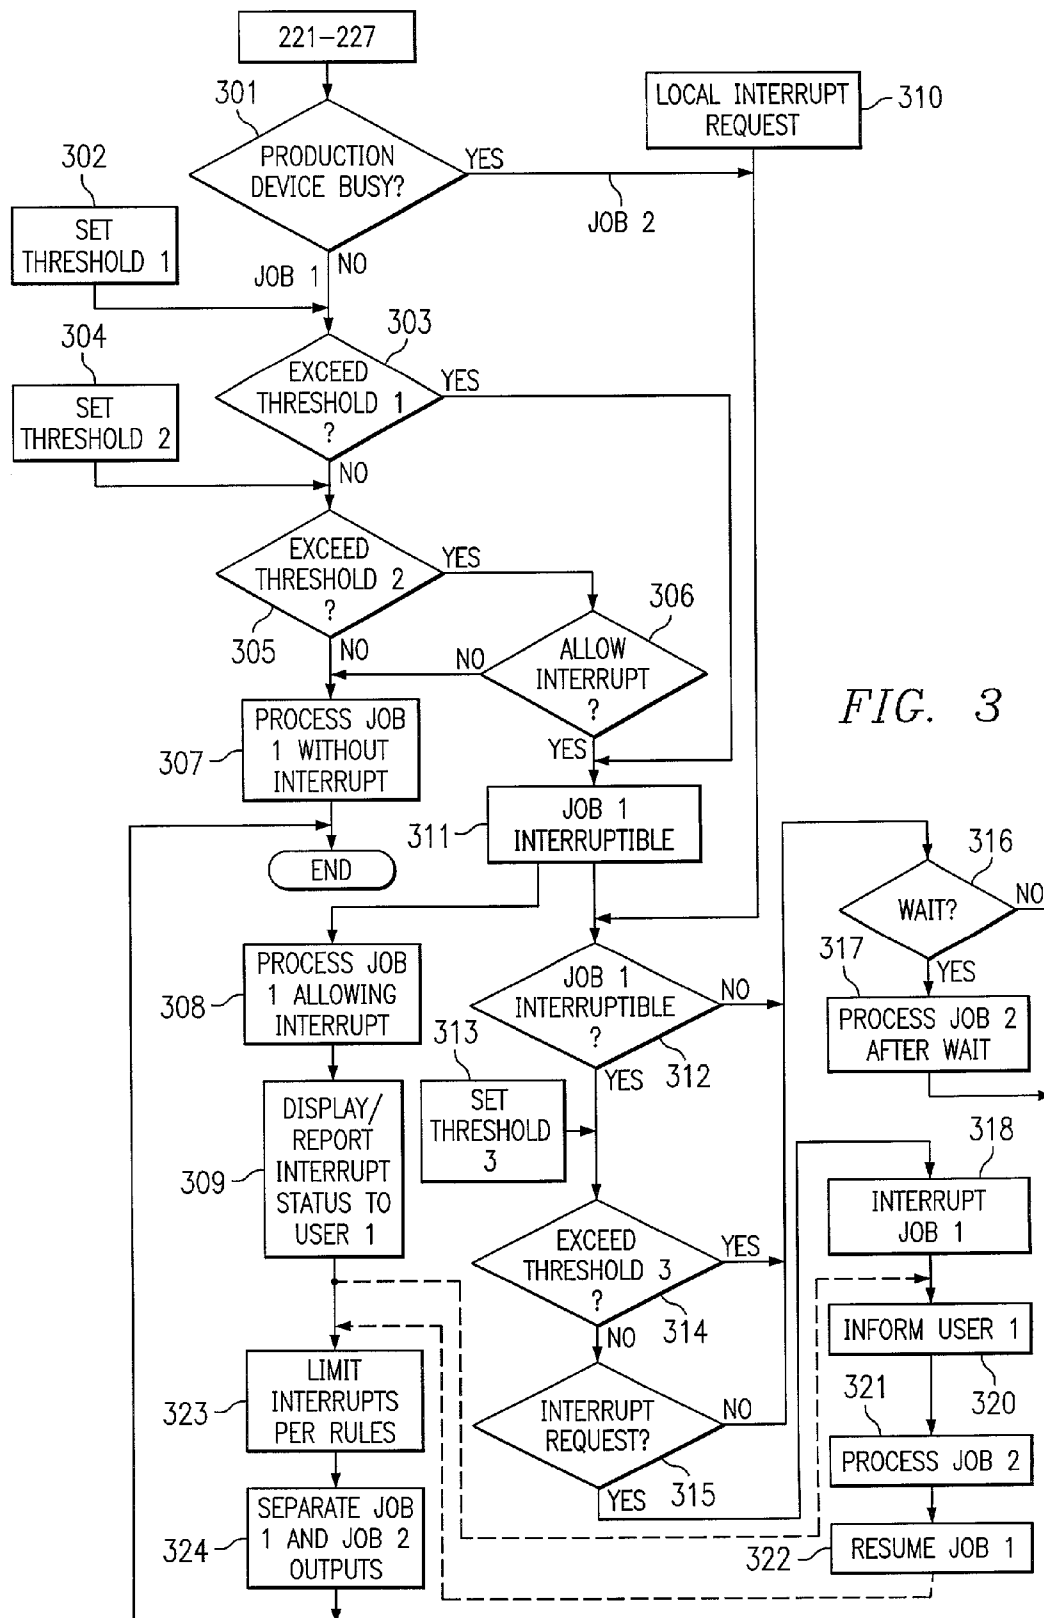 221-227
301
PRODUCTION
DEVICE BUSY?
YES
JOB 2
LOCAL INTERRUPT
REQUEST
310
302
SET
THRESHOLD 1
NO
JOB 1
303
EXCEED
THRESHOLD 1
?
YES
NO
304
SET
THRESHOLD 2
EXCEED
THRESHOLD 2
?
YES
305
NO
306
ALLOW
INTERRUPT
?
NO
YES
FIG. 3
PROCESS JOB
1 WITHOUT
INTERRUPT
307
JOB 1
INTERRUPTIBLE
311
END
316
WAIT?
NO
YES
317
PROCESS JOB 2
AFTER WAIT
PROCESS JOB
1 ALLOWING
INTERRUPT
308
JOB 1
INTERRUPTIBLE
?
NO
312
YES
313
SET
THRESHOLD
3
DISPLAY/
REPORT
INTERRUPT
STATUS TO
USER 1
309
318
INTERRUPT
JOB 1
EXCEED
THRESHOLD 3
?
YES
314
NO
INFORM USER 1
320
LIMIT
INTERRUPTS
PER RULES
323
INTERRUPT
REQUEST?
NO
315
YES
321
PROCESS JOB 2
SEPARATE JOB
1 AND JOB 2
OUTPUTS
324
322
RESUME JOB 1